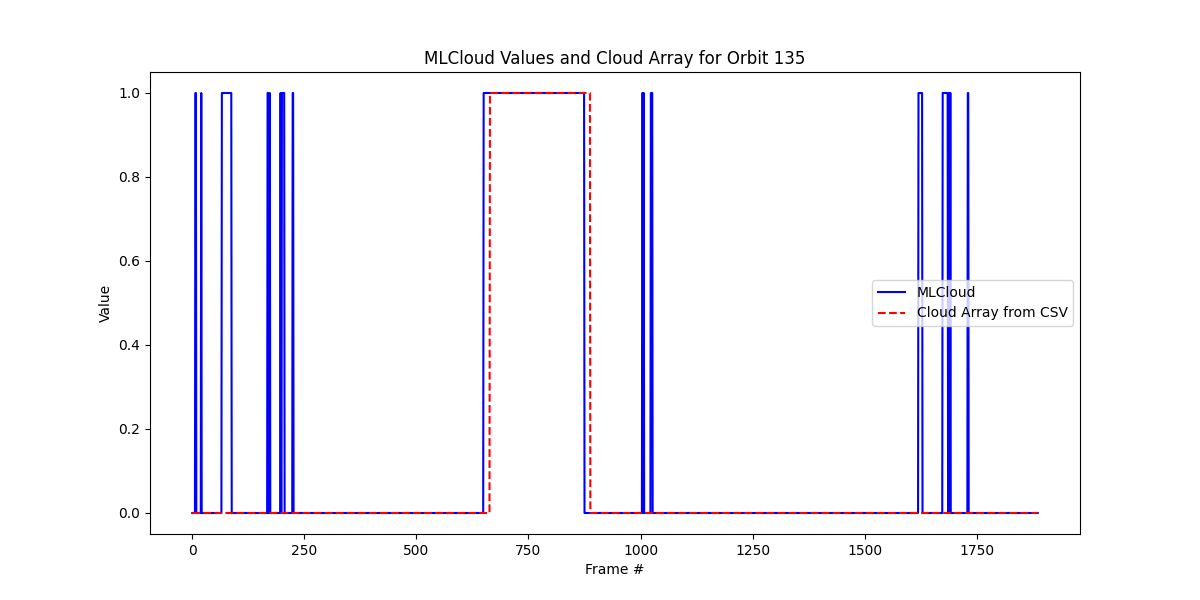 MLCloud Values and Cloud Array for Orbit 135
1.0
0.8
0.6
0.4
0.2
0.0
Value
MLCloud
Cloud Array from CSV
0 250 500 750 1000 1250 1500 1750
Frame #